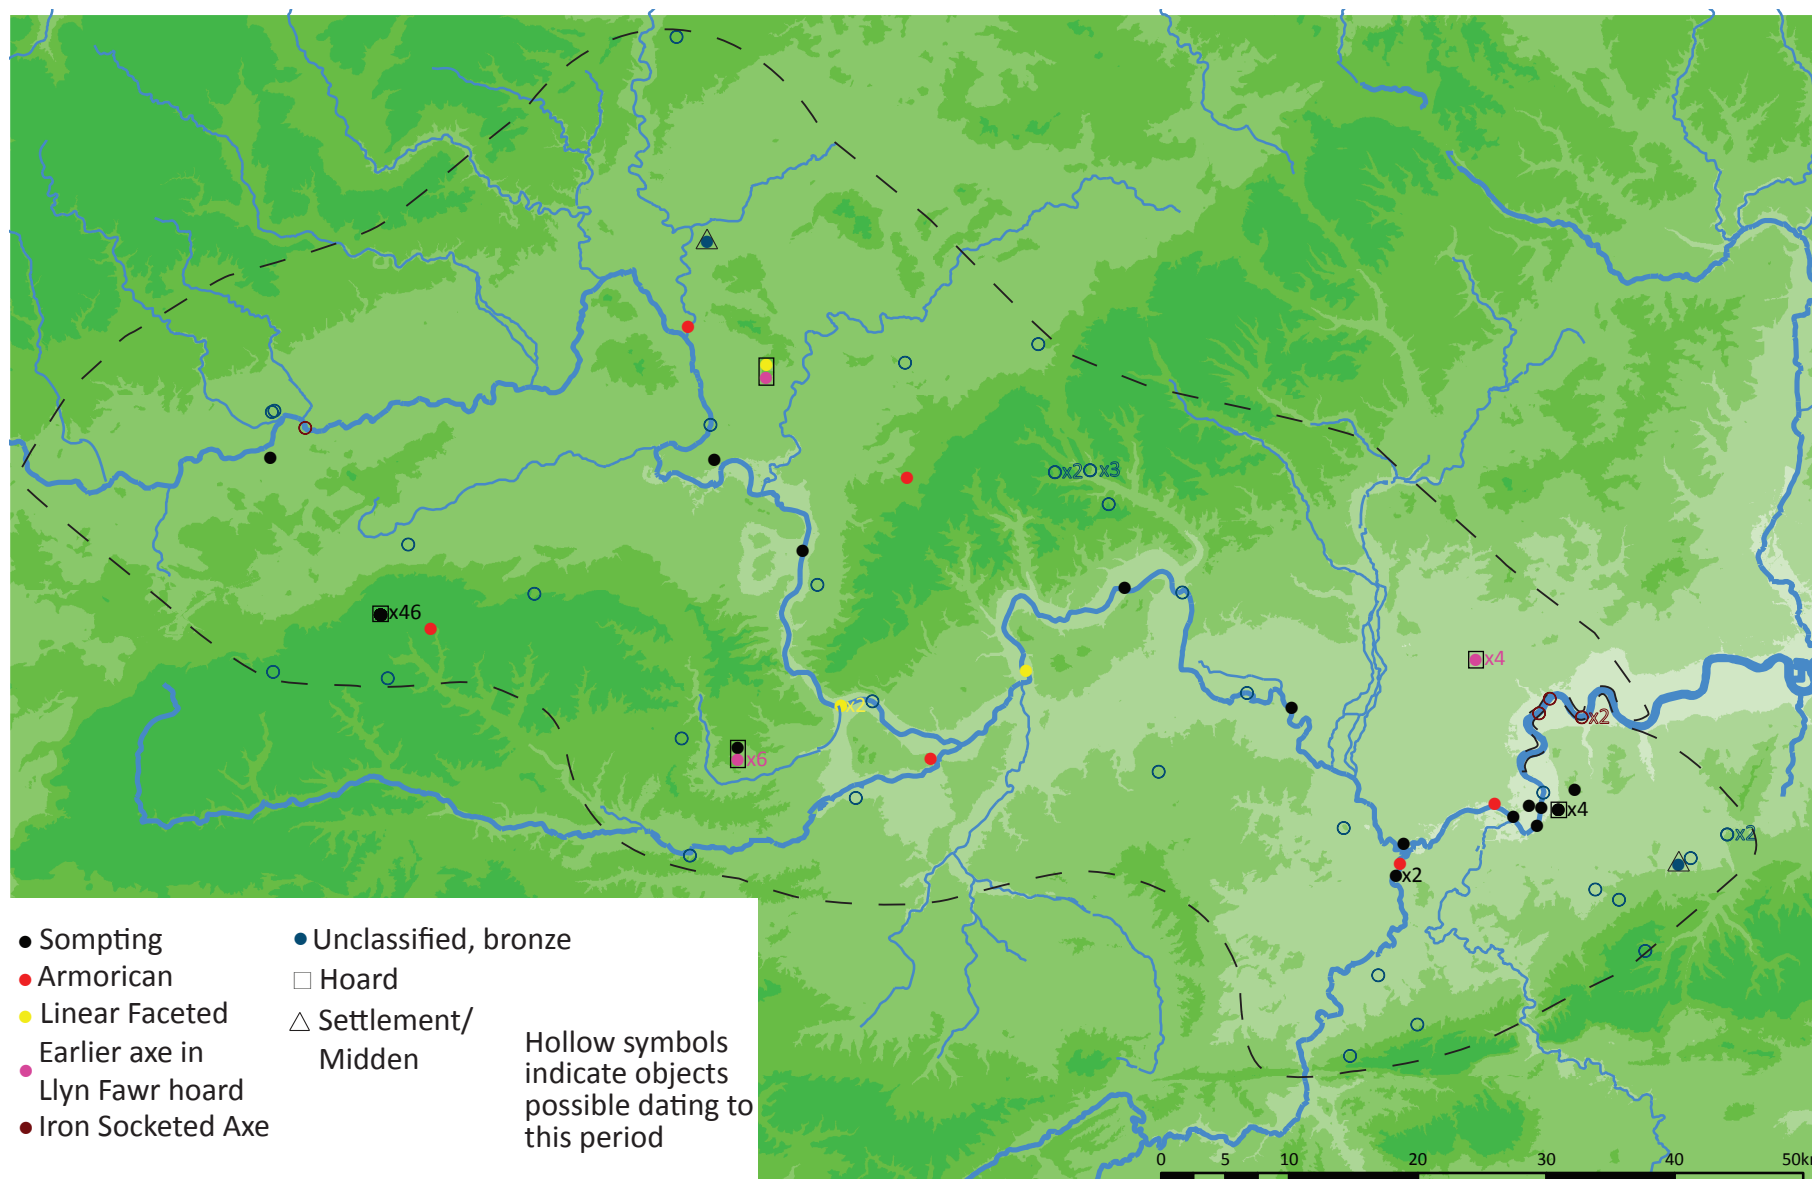 x2
x3
x46
x4
x2
x2
x6
x4
x2
x2
Sompting
Armorican
Linear Faceted
Earlier axe in
Llyn Fawr hoard
Iron Socketed Axe
Unclassified, bronze
Hoard
Settlement/
Midden
Hollow symbols
indicate objects
possible dating to
this period
0 5 10 20 30 40 50km